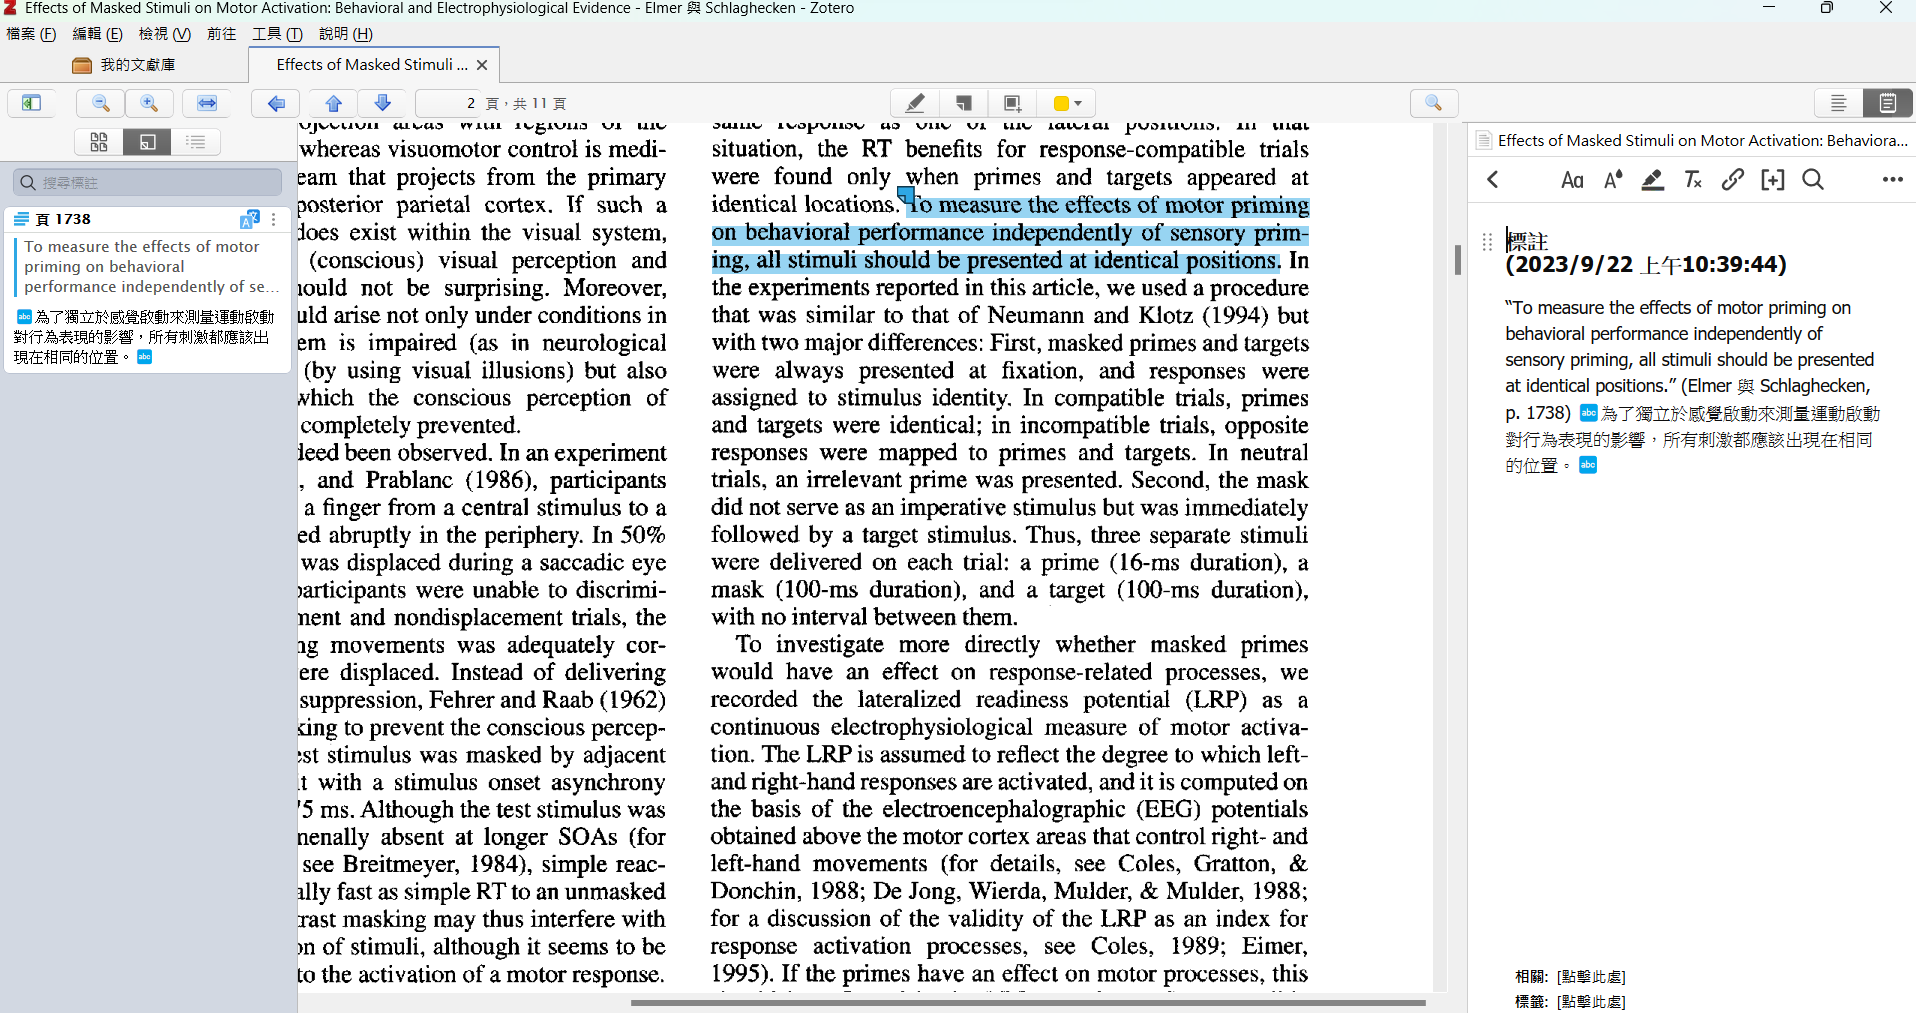 Effects of Masked Stimuli on Motor Activation: Behavioral and Electrophysiological Evidence - Elmer 與 Schlaghecken - Zotero
檔案 (F) 編輯 (E) 檢視 (V) 前往 工具 (T) 說明 (H)
我的文獻庫
Effects of Masked Stimuli ...
2 頁，共 11 頁
搜尋標註
頁 1738
To measure the effects of motor
priming on behavioral
performance independently of se...
為了獨立於感覺啟動來測量運動啟動
對行為表現的影響，所有刺激都應該出
現在相同的位置。
ojection areas with regions of the
whereas visuomotor control is medi-
eam that projects from the primary
posterior parietal cortex. If such a
does exist within the visual system,
(conscious) visual perception and
hould not be surprising. Moreover,
uld arise not only under conditions in
em is impaired (as in neurological
(by using visual illusions) but also
which the conscious perception of
completely prevented.
deed been observed. In an experiment
, and Prablanc (1986), participants
a finger from a central stimulus to a
ed abruptly in the periphery. In 50%
was displaced during a saccadic eye
participants were unable to discrimi-
ment and nondisplacement trials, the
ng movements was adequately cor-
ere displaced. Instead of delivering
suppression, Fehrer and Raab (1962)
king to prevent the conscious percep-
est stimulus was masked by adjacent
it with a stimulus onset asynchrony
75 ms. Although the test stimulus was
nenally absent at longer SOAs (for
see Breitmeyer, 1984), simple reac-
ally fast as simple RT to an unmasked
trast masking may thus interfere with
on of stimuli, although it seems to be
to the activation of a motor response.
same response as one of the lateral positions. In that
situation, the RT benefits for response-compatible trials
were found only when primes and targets appeared at
identical locations. To measure the effects of motor priming
on behavioral performance independently of sensory prim-
ing, all stimuli should be presented at identical positions. In
the experiments reported in this article, we used a procedure
that was similar to that of Neumann and Klotz (1994) but
with two major differences: First, masked primes and targets
were always presented at fixation, and responses were
assigned to stimulus identity. In compatible trials, primes
and targets were identical; in incompatible trials, opposite
responses were mapped to primes and targets. In neutral
trials, an irrelevant prime was presented. Second, the mask
did not serve as an imperative stimulus but was immediately
followed by a target stimulus. Thus, three separate stimuli
were delivered on each trial: a prime (16-ms duration), a
mask (100-ms duration), and a target (100-ms duration),
with no interval between them.
To investigate more directly whether masked primes
would have an effect on response-related processes, we
recorded the lateralized readiness potential (LRP) as a
continuous electrophysiological measure of motor activa-
tion. The LRP is assumed to reflect the degree to which left-
and right-hand responses are activated, and it is computed on
the basis of the electroencephalographic (EEG) potentials
obtained above the motor cortex areas that control right- and
left-hand movements (for details, see Coles, Gratton, &
Donchin, 1988; De Jong, Wierda, Mulder, & Mulder, 1988;
for a discussion of the validity of the LRP as an index for
response activation processes, see Coles, 1989; Eimer,
1995). If the primes have an effect on motor processes, this
Effects of Masked Stimuli on Motor Activation: Behaviora...
標註
(2023/9/22 上午10:39:44)
“To measure the effects of motor priming on
behavioral performance independently of
sensory priming, all stimuli should be presented
at identical positions.” (Elmer 與 Schlaghecken,
p. 1738) abc 為了獨立於感覺啟動來測量運動啟動
對行為表現的影響，所有刺激都應該出現在相同
的位置。 abc
相關: [點擊此處]
標籤: [點擊此處]